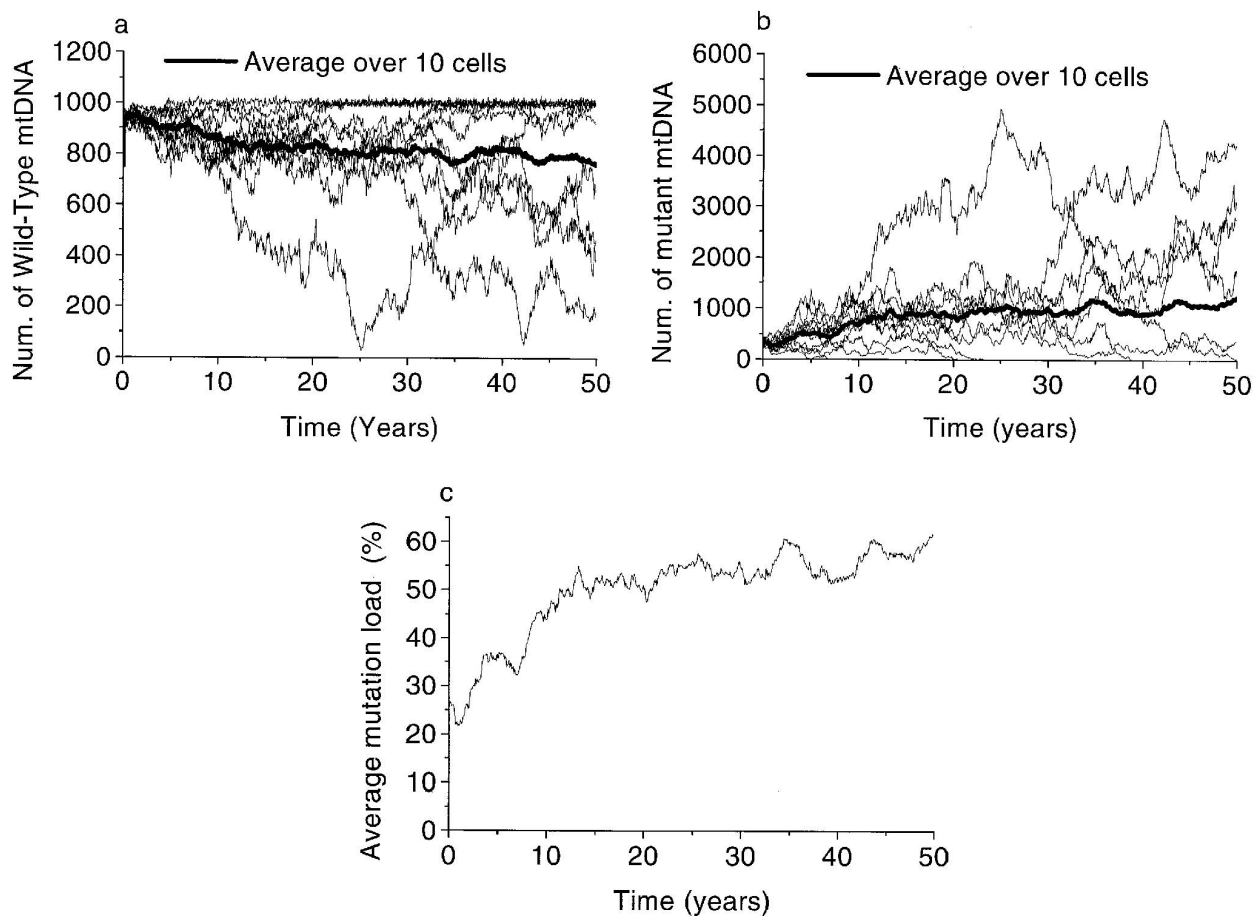 a
Average over 10 cells
Num. of Wild-Type mtDNA
1200
1000
800
600
400
200
0
0 10 20 30 40 50
Time (Years)
b
Average over 10 cells
Num. of mutant mtDNA
6000
5000
4000
3000
2000
1000
0
0 10 20 30 40 50
Time (years)
c
Average mutation load (%)
60
50
40
30
20
10
0
0 10 20 30 40 50
Time (years)